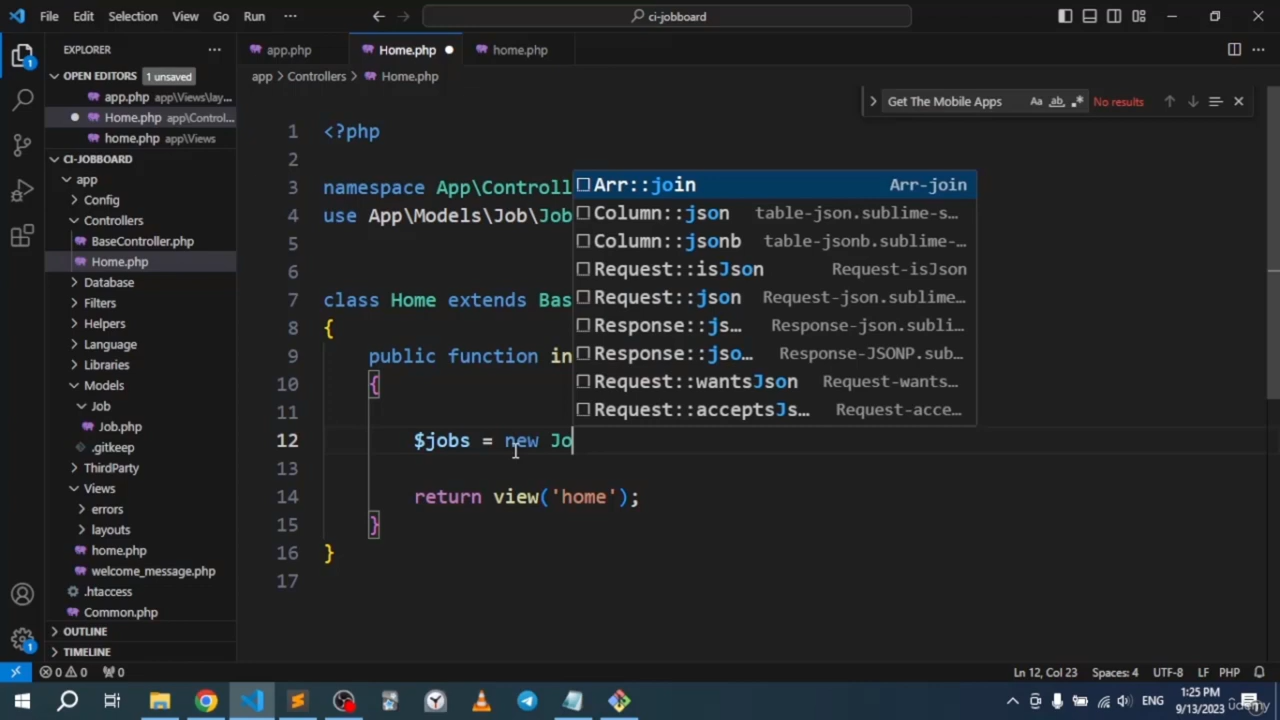 File Edit Selection View Go Run ···
ci-jobboard
EXPLORER ···
OPEN EDITORS 1 unsaved
app.php app\Views\lay...
Home.php app\Control...
home.php app\Views
CI-JOBBOARD
app
Config
Controllers
BaseController.php
Home.php
Database
Filters
Helpers
Language
Libraries
Models
Job
Job.php
.gitkeep
ThirdParty
Views
errors
layouts
home.php
welcome_message.php
.htaccess
Common.php
OUTLINE
TIMELINE
app.php Home.php home.php
app > Controllers > Home.php
Get The Mobile Apps Aa ab No results
1 <?php
2
3 namespace App\Controll
4 use App\Models\Job\Job
5
6
7 class Home extends Bas
8 {
9 public function in
10 {
11
12 $jobs = new Jo
13
14 return view('home');
15 }
16 }
17
Arr::join Arr-join
Column::json table-json.sublime-s...
Column::jsonb table-jsonb.sublime-...
Request::isJson Request-isJson
Request::json Request-json.sublime...
Response::js... Response-json.subli...
Response::jso... Response-JSONP.sub...
Request::wantsJson Request-wants...
Request::acceptsJs... Request-acce...
0 0 0
Ln 12, Col 23 Spaces: 4 UTF-8 LF PHP
ENG
1:25 PM
9/13/2023
udemy